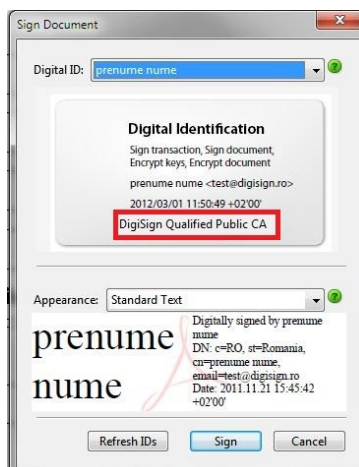 Sign Document
Digital ID: prenume nume
Digital Identification
Sign transaction, Sign document,
Encrypt keys, Encrypt document
prenume nume <test@digisign.ro>
2012/03/01 11:50:49 +02'00'
DigiSign Qualified Public CA
Appearance: Standard Text
prenume
nume
Digitally signed by prenume
nume
DN: c=RO, st=Romania,
cn=prenume nume,
email=test@digisign.ro
Date: 2011.11.21 15:45:42
+02'00'
Refresh IDs Sign Cancel